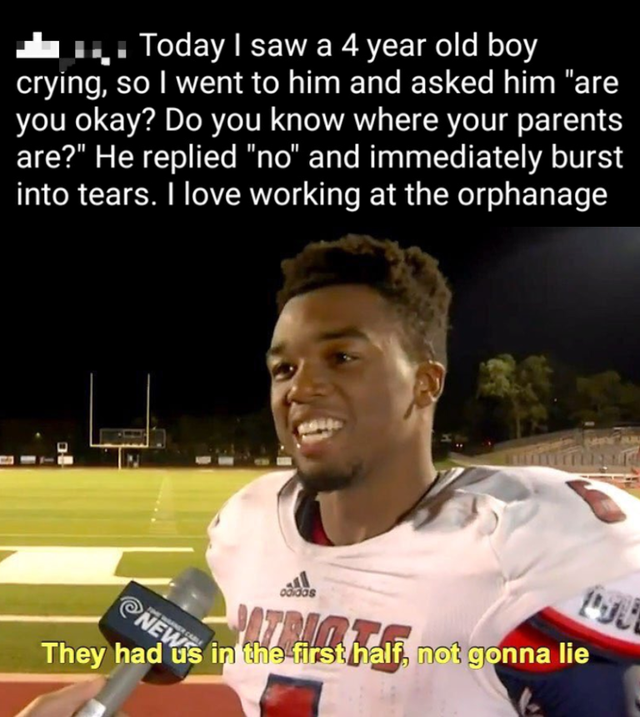 Today I saw a 4 year old boy
crying, so I went to him and asked him "are
you okay? Do you know where your parents
are?" He replied "no" and immediately burst
into tears. I love working at the orphanage
adidas
PATRIOTS
NEWS
They had us in the first half, not gonna lie